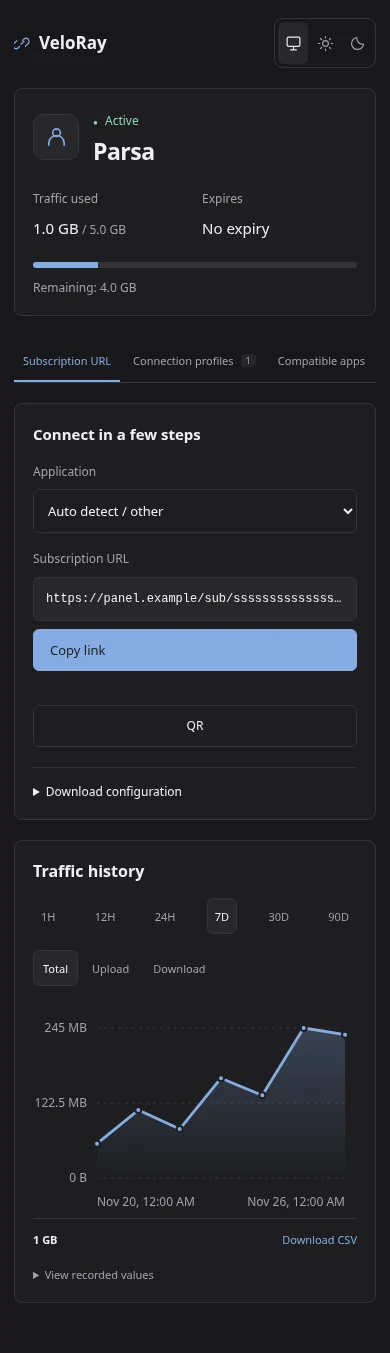 VeloRay
• Active
Parsa
Traffic used
Expires
1.0 GB / 5.0 GB
No expiry
Remaining: 4.0 GB
Subscription URL
Connection profiles 1
Compatible apps
Connect in a few steps
Application
Auto detect / other
Subscription URL
https://panel.example/sub/ssssssssssssss…
Copy link
QR
Download configuration
Traffic history
1H 12H 24H 7D 30D 90D
Total Upload Download
245 MB
122.5 MB
0 B
Nov 20, 12:00 AM
Nov 26, 12:00 AM
1 GB
Download CSV
View recorded values